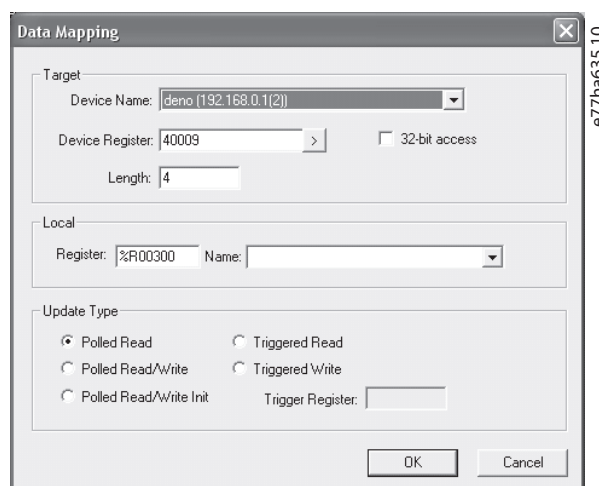 Data Mapping
Target
Device Name: deno (192.168.0.1(2))
Device Register: 40009 > 32-bit access
Length: 4
Local
Register: %R00300 Name:
Update Type
Polled Read Triggered Read
Polled Read/Write Triggered Write
Polled Read/Write Init Trigger Register:
OK Cancel
e77ba635.10